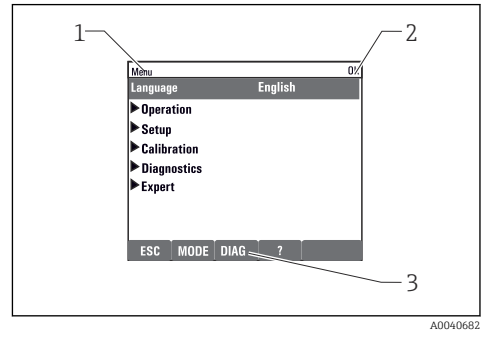 1
2
Menu 0%
Language English
Operation
Setup
Calibration
Diagnostics
Expert
ESC MODE DIAG ?
3
A0040682